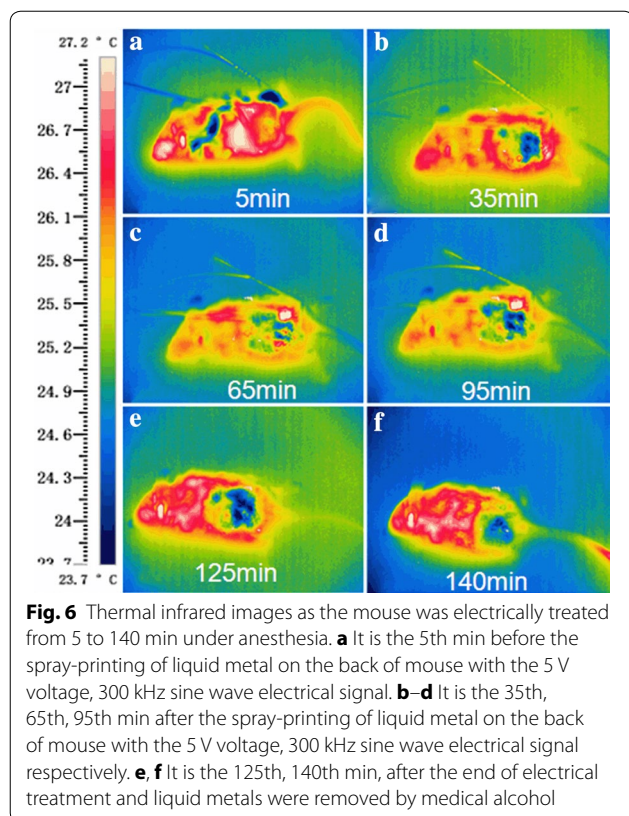 27.2 ° C
27
26.7
26.4
26.1
25.8
25.5
25.2
24.9
24.6
24.3
24
23.7 ° C
a
5min
b
35min
c
65min
d
95min
e
125min
f
140min
Fig. 6 Thermal infrared images as the mouse was electrically treated
from 5 to 140 min under anesthesia. a It is the 5th min before the
spray-printing of liquid metal on the back of mouse with the 5 V
voltage, 300 kHz sine wave electrical signal. b–d It is the 35th,
65th, 95th min after the spray-printing of liquid metal on the back
of mouse with the 5 V voltage, 300 kHz sine wave electrical signal
respectively. e, f It is the 125th, 140th min, after the end of electrical
treatment and liquid metals were removed by medical alcohol